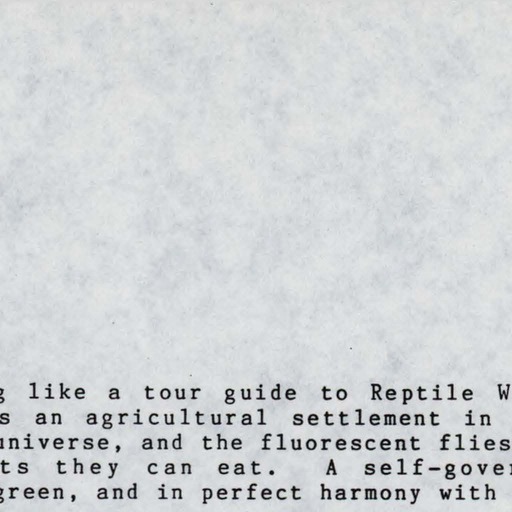 g like a tour guide to Reptile W
s an agricultural settlement in
universe, and the fluorescent flies
ts they can eat. A self-gover
green, and in perfect harmony with